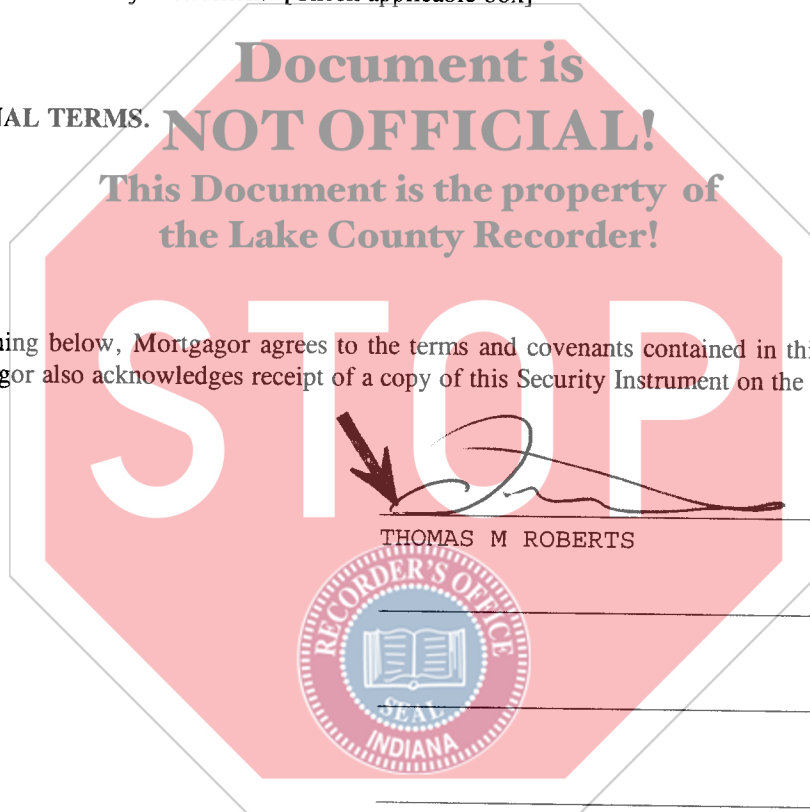 Document is
NAL TERMS.
NOT OFFICIAL!
This Document is the property of
the Lake County Recorder!
STOP
ning below, Mortgagor agrees to the terms and covenants contained in thi
gor also acknowledges receipt of a copy of this Security Instrument on the
THOMAS M ROBERTS
RECORDER'S OFFICE
SEAL
INDIANA